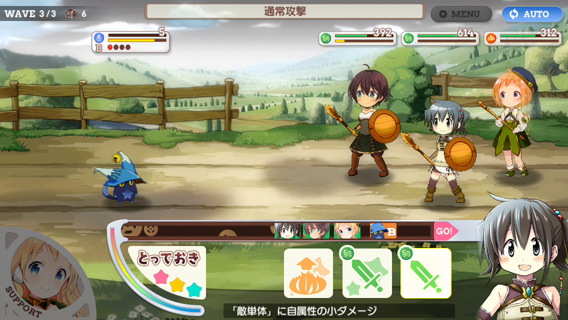 WAVE 3/3 6
通常攻撃
MENU
AUTO
5
B
392
614
312
B
GO!
とっておき
SUPPORT
「敵単体」に自属性の小ダメージ